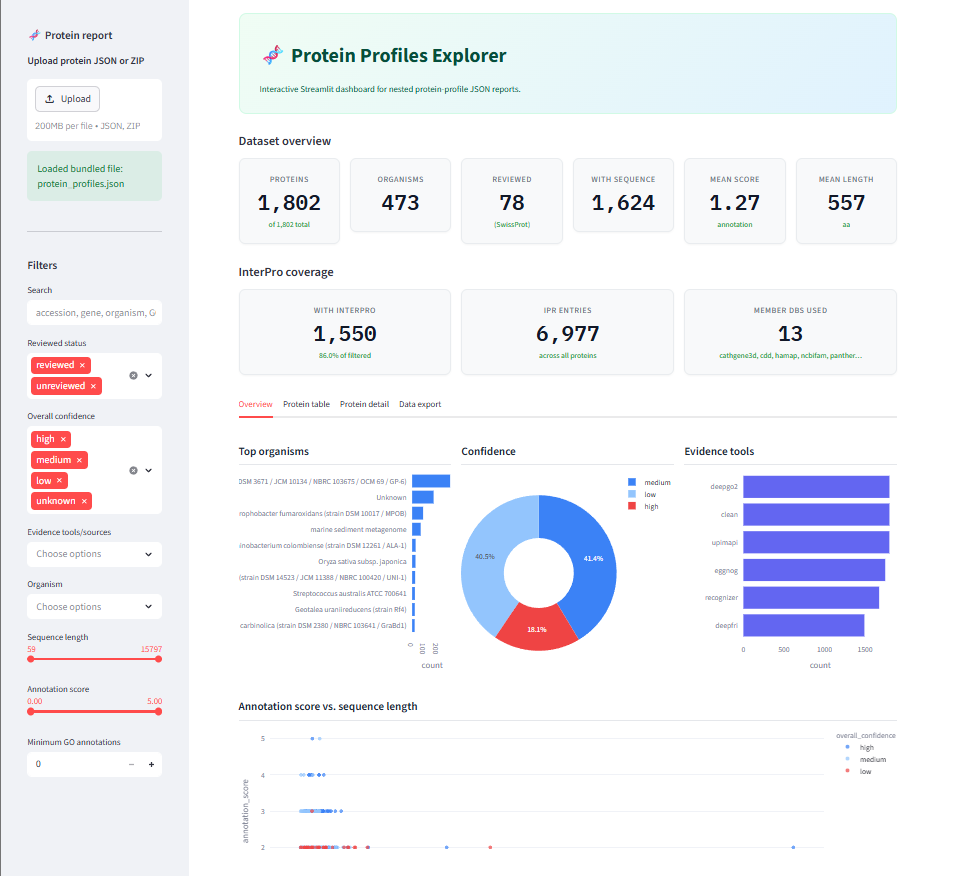 🧬 Protein report
Upload protein JSON or ZIP
Upload
200MB per file • JSON, ZIP
Loaded bundled file:
protein_profiles.json
Filters
Search
accession, gene, organism, G
Reviewed status
reviewed ×
unreviewed ×
Overall confidence
high ×
medium ×
low ×
unknown ×
Evidence tools/sources
Choose options
Organism
Choose options
Sequence length
59 15797
Annotation score
0.00 5.00
Minimum GO annotations
0 − +
🧬 Protein Profiles Explorer
Interactive Streamlit dashboard for nested protein-profile JSON reports.
Dataset overview
PROTEINS
1,802
of 1,802 total
ORGANISMS
473
REVIEWED
78
(SwissProt)
WITH SEQUENCE
1,624
MEAN SCORE
1.27
annotation
MEAN LENGTH
557
aa
InterPro coverage
WITH INTERPRO
1,550
86.0% of filtered
IPR ENTRIES
6,977
across all proteins
MEMBER DBS USED
13
cathgene3d, cdd, hamap, ncbifam, panther...
Overview Protein table Protein detail Data export
Top organisms
DSM 3671 / JCM 10134 / NBRC 103675 / OCM 69 / GP-6)
Unknown
rophobacter fumaroxidans (strain DSM 10017 / MPOB)
marine sediment metagenome
inobacterium colombiense (strain DSM 12261 / ALA-1)
Oryza sativa subsp. japonica
(strain DSM 14523 / JCM 11388 / NBRC 100420 / UNI-1)
Streptococcus australis ATCC 700641
Geotalea uraniireducens (strain Rf4)
carbinolica (strain DSM 2380 / NBRC 103641 / GraBd1)
0 100 200
count
Confidence
medium
low
high
40.5%
41.4%
18.1%
Evidence tools
deepgo2
clean
upimapi
eggnog
recognizer
deepfri
0 500 1000 1500
count
Annotation score vs. sequence length
annotation_score
5
4
3
2
overall_confidence
high
medium
low